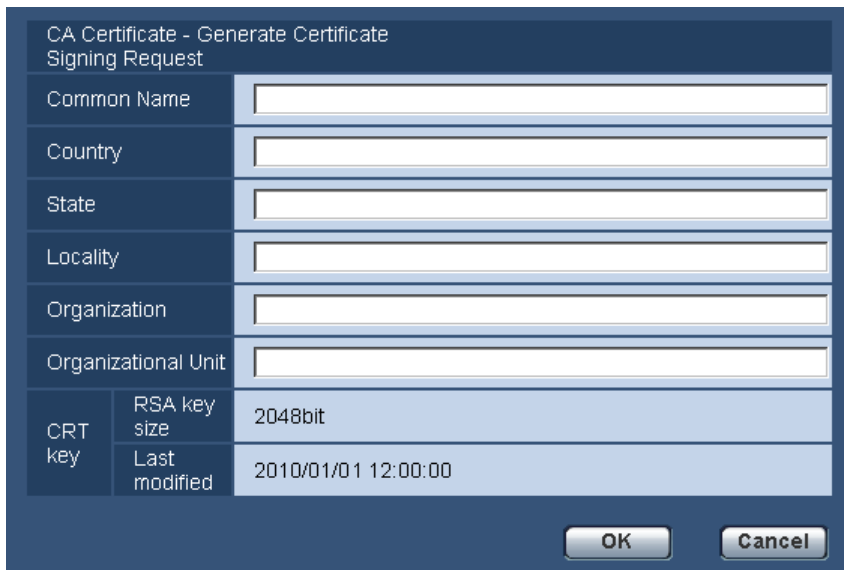 CA Certificate - Generate Certificate
Signing Request
Common Name
Country
State
Locality
Organization
Organizational Unit
CRT
key
RSA key
size
2048bit
Last
modified
2010/01/01 12:00:00
OK
Cancel